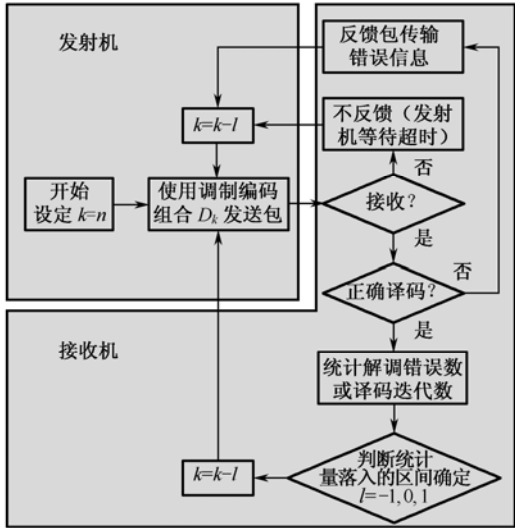 发射机
反馈包传输
错误信息
k=k-l
不反馈（发射
机等待超时）
否
开始
设定 k=n
使用调制编码
组合 Dₖ 发送包
接收？
是
正确译码？
否
是
接收机
统计解调错误数
或译码迭代数
k=k-l
判断统计
量落入的区间确定
l=-1,0,1